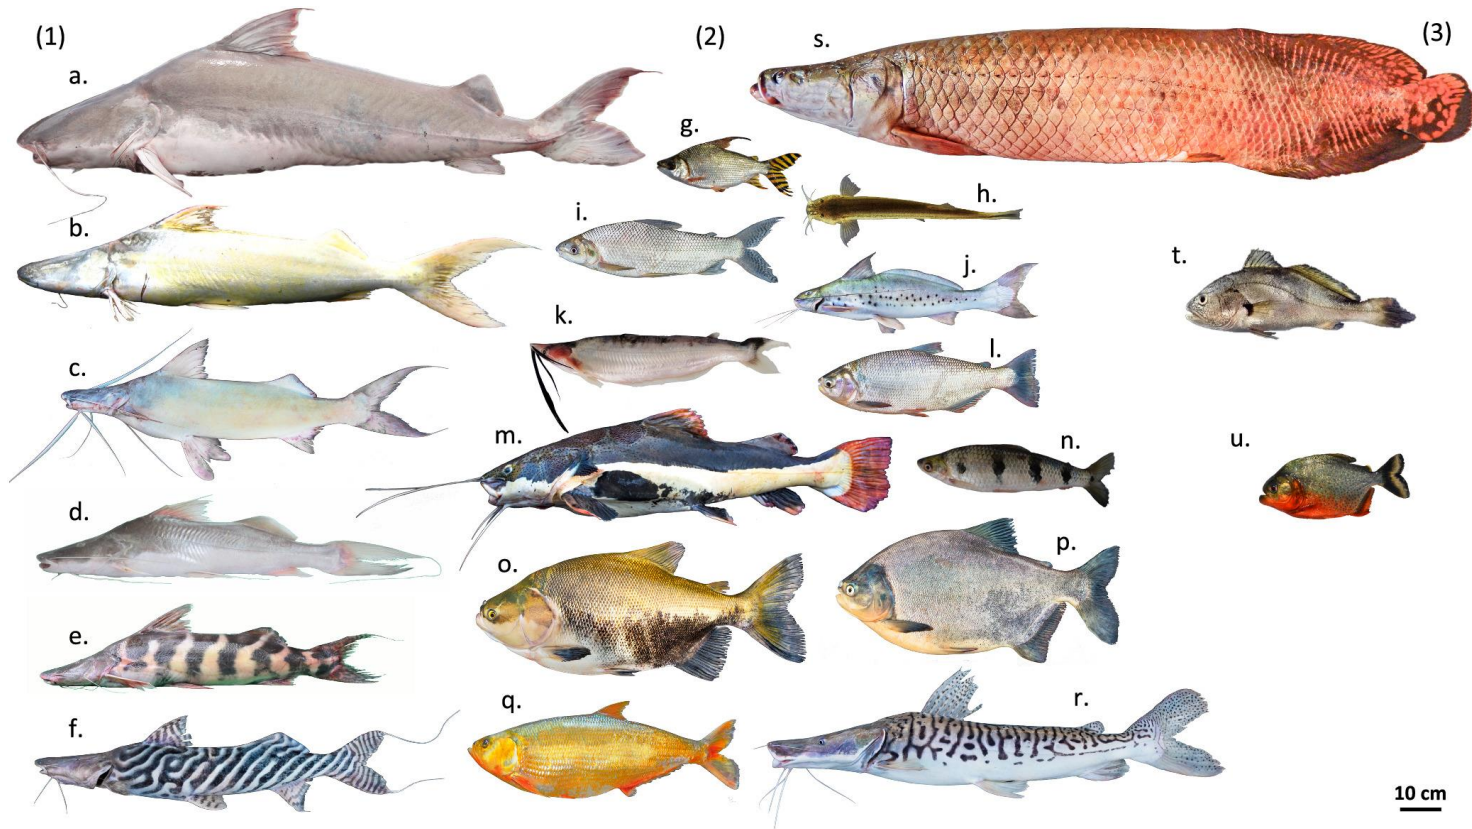 (1)
(2)
(3)
a.
b.
c.
d.
e.
f.
g.
h.
i.
j.
k.
l.
m.
n.
o.
p.
q.
r.
s.
t.
u.
10 cm